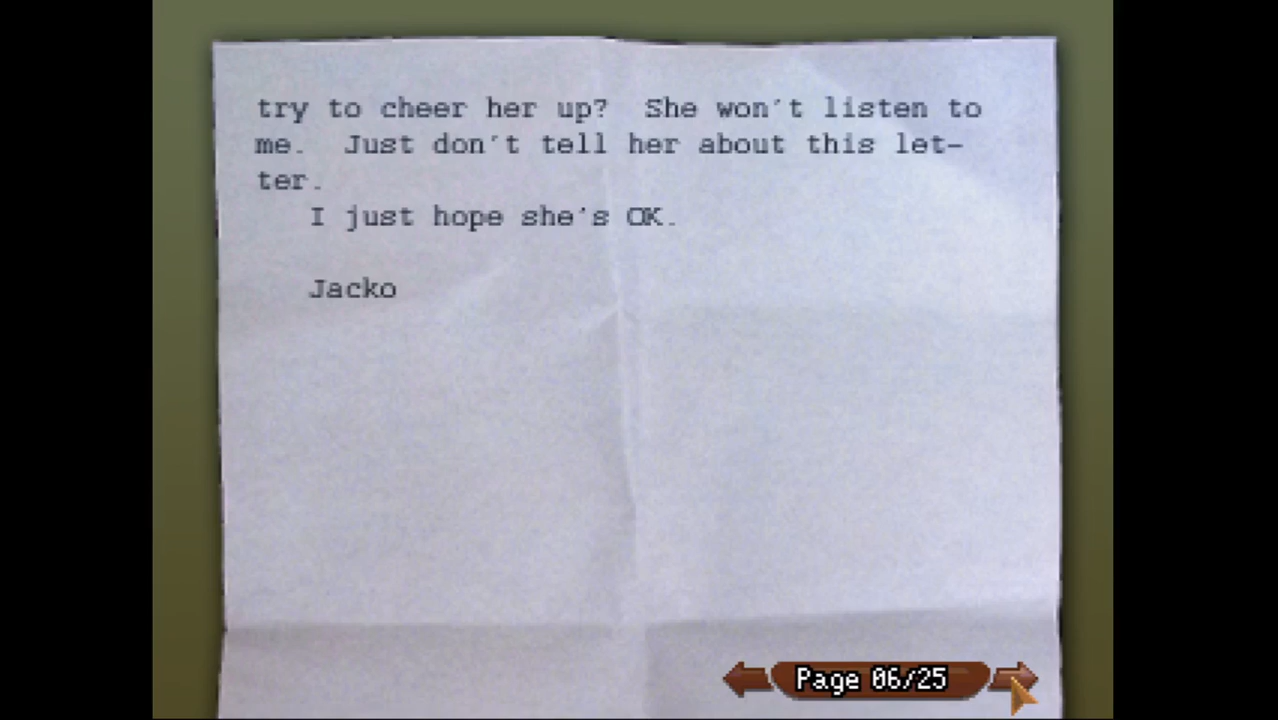 try to cheer her up?  She won't listen to
me.  Just don't tell her about this let-
ter.
I just hope she's OK.
Jacko
Page 06/25